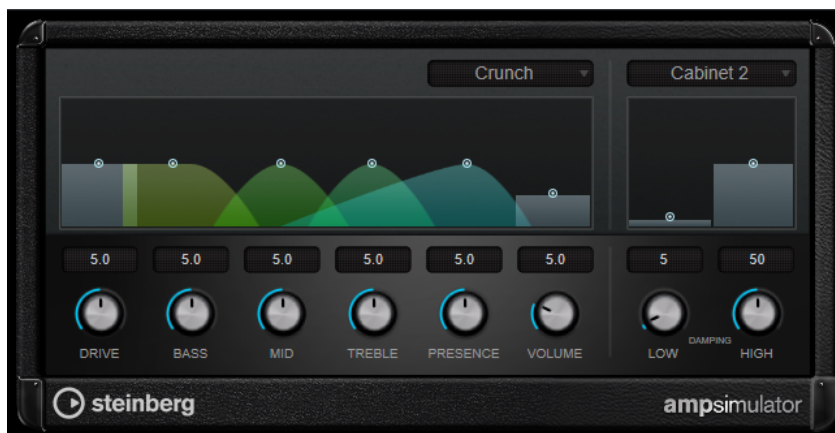 Crunch Cabinet 2
5.0 5.0 5.0 5.0 5.0 5.0 5 50
DRIVE BASS MID TREBLE PRESENCE VOLUME LOW DAMPING HIGH
steinberg ampsimulator